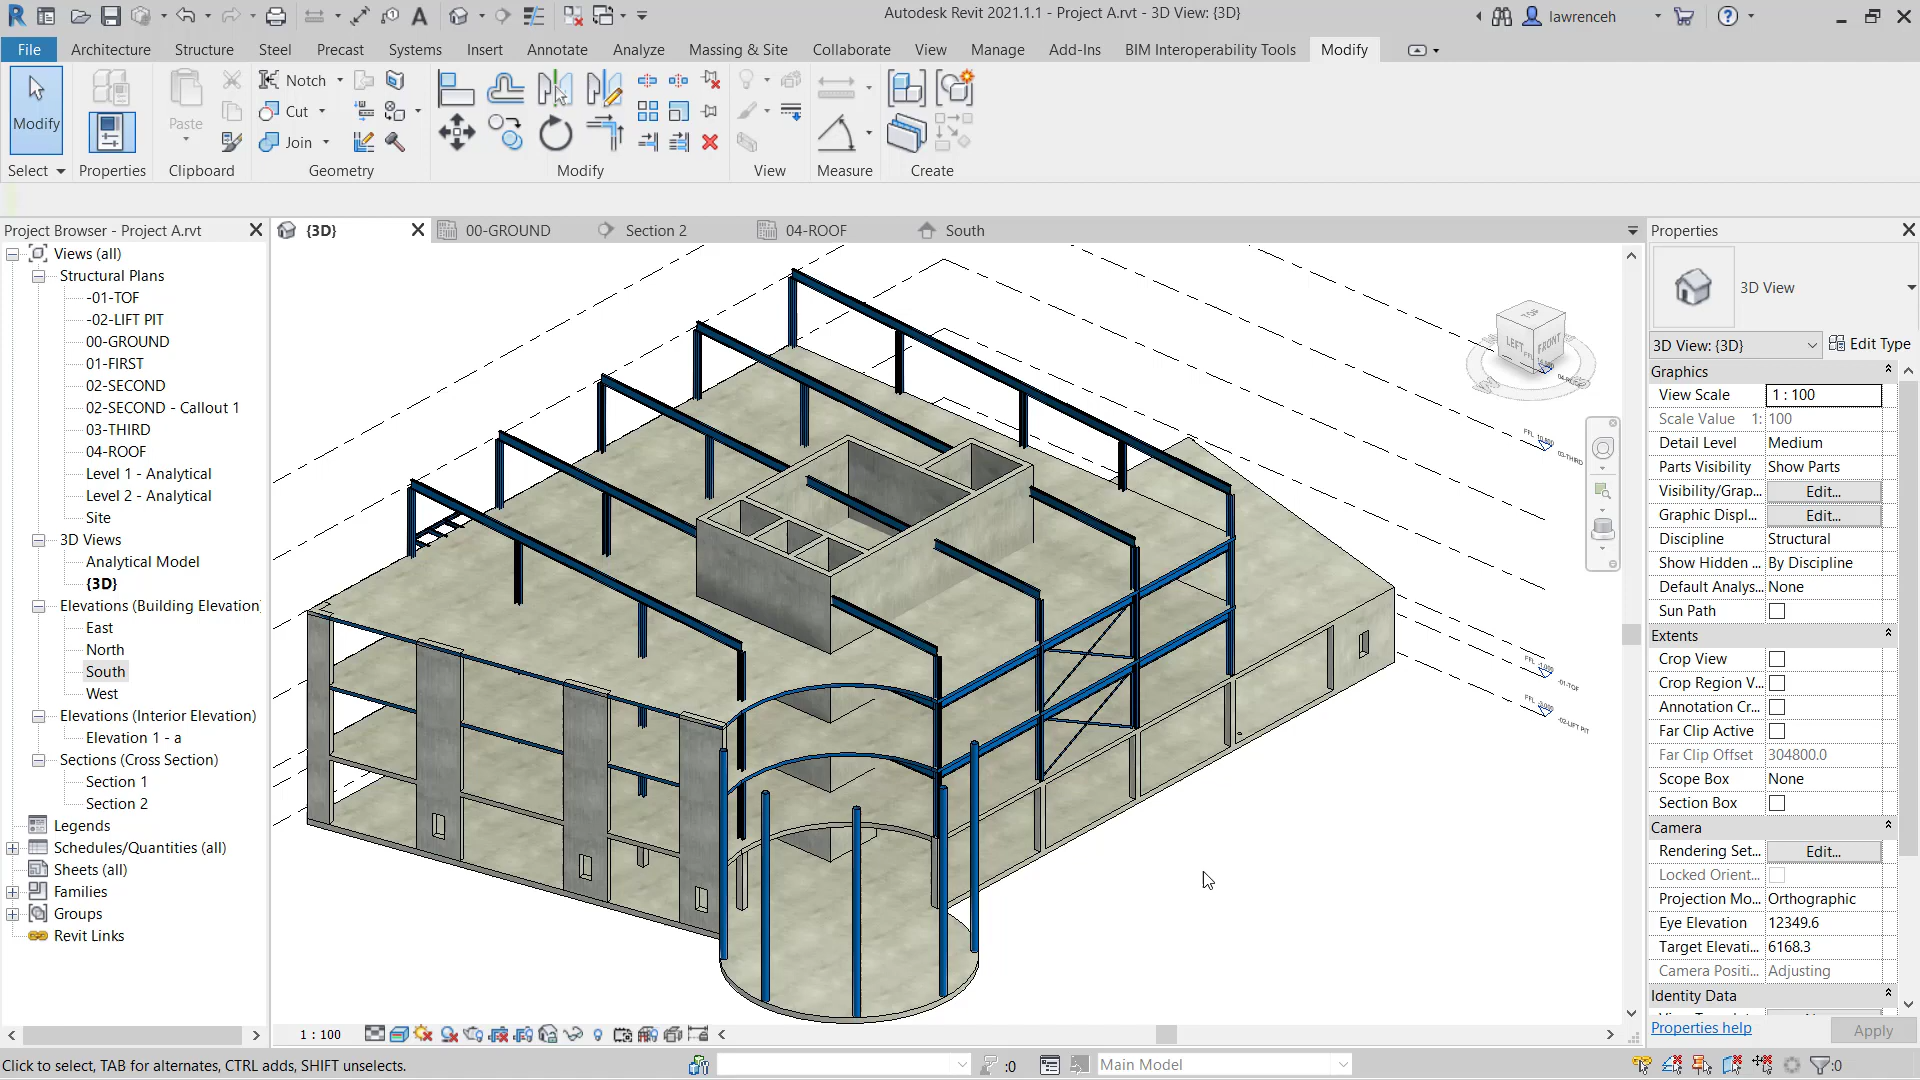 Autodesk Revit 2021.1.1 - Project A.rvt - 3D View: {3D}
lawrenceh
File
Architecture
Structure
Steel
Precast
Systems
Insert
Annotate
Analyze
Massing & Site
Collaborate
View
Manage
Add-Ins
BIM Interoperability Tools
Modify
Modify
Paste
Notch
Cut
Join
Select
Properties
Clipboard
Geometry
Modify
View
Measure
Create
Project Browser - Project A.rvt
Views (all)
Structural Plans
-01-TOF
-02-LIFT PIT
00-GROUND
01-FIRST
02-SECOND
02-SECOND - Callout 1
03-THIRD
04-ROOF
Level 1 - Analytical
Level 2 - Analytical
Site
3D Views
Analytical Model
{3D}
Elevations (Building Elevation
East
North
South
West
Elevations (Interior Elevation)
Elevation 1 - a
Sections (Cross Section)
Section 1
Section 2
Legends
Schedules/Quantities (all)
Sheets (all)
Families
Groups
Revit Links
{3D}
00-GROUND
Section 2
04-ROOF
South
TOP
LEFT
FRONT
03-THIRD
-01-TOF
-02-LIFT PIT
Properties
3D View
3D View: {3D}
Edit Type
Graphics
View Scale
1 : 100
Scale Value 1:
100
Detail Level
Medium
Parts Visibility
Show Parts
Visibility/Grap...
Edit...
Graphic Displ...
Edit...
Discipline
Structural
Show Hidden ...
By Discipline
Default Analys...
None
Sun Path
Extents
Crop View
Crop Region V...
Annotation Cr...
Far Clip Active
Far Clip Offset
304800.0
Scope Box
None
Section Box
Camera
Rendering Set...
Edit...
Locked Orient...
Projection Mo...
Orthographic
Eye Elevation
12349.6
Target Elevati...
6168.3
Camera Positi...
Adjusting
Identity Data
Properties help
Apply
1 : 100
Click to select, TAB for alternates, CTRL adds, SHIFT unselects.
:0
Main Model
:0